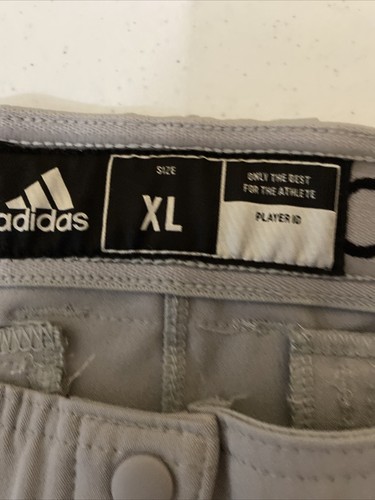 adidas
SIZE
XL
ONLY THE BEST
FOR THE ATHLETE
PLAYER ID